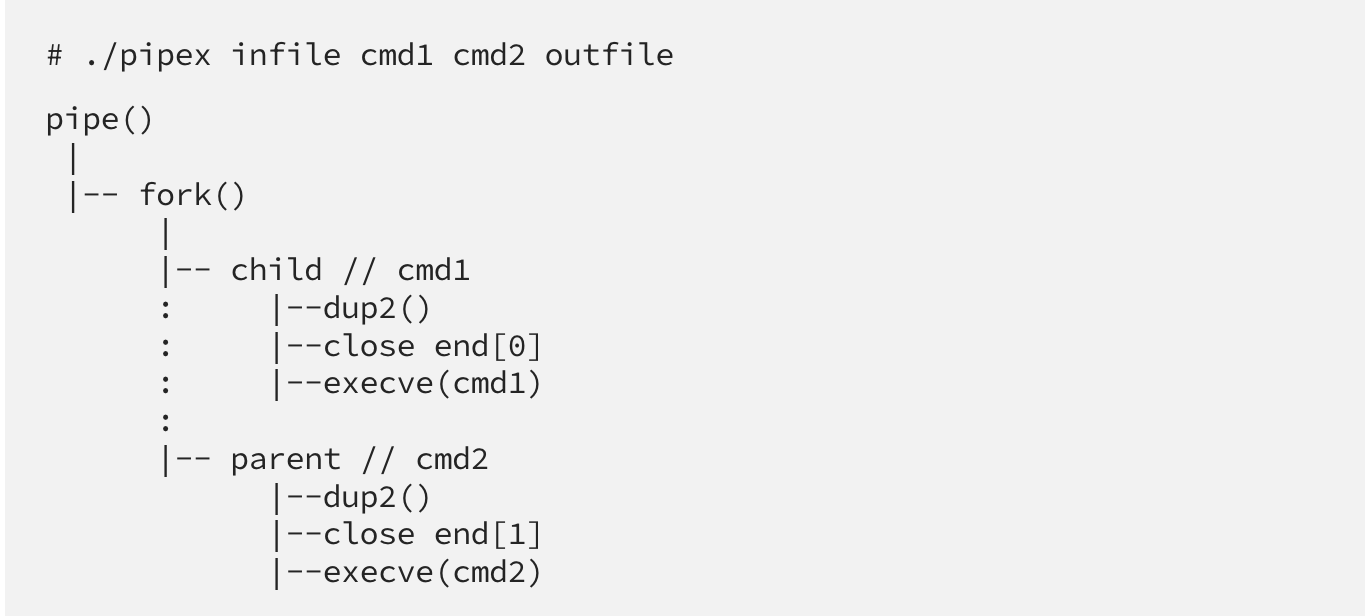 # ./pipex infile cmd1 cmd2 outfile
pipe()
 |
 |-- fork()
      |
      |-- child // cmd1
      :     |--dup2()
      :     |--close end[0]
      :     |--execve(cmd1)
      :
      |-- parent // cmd2
            |--dup2()
            |--close end[1]
            |--execve(cmd2)